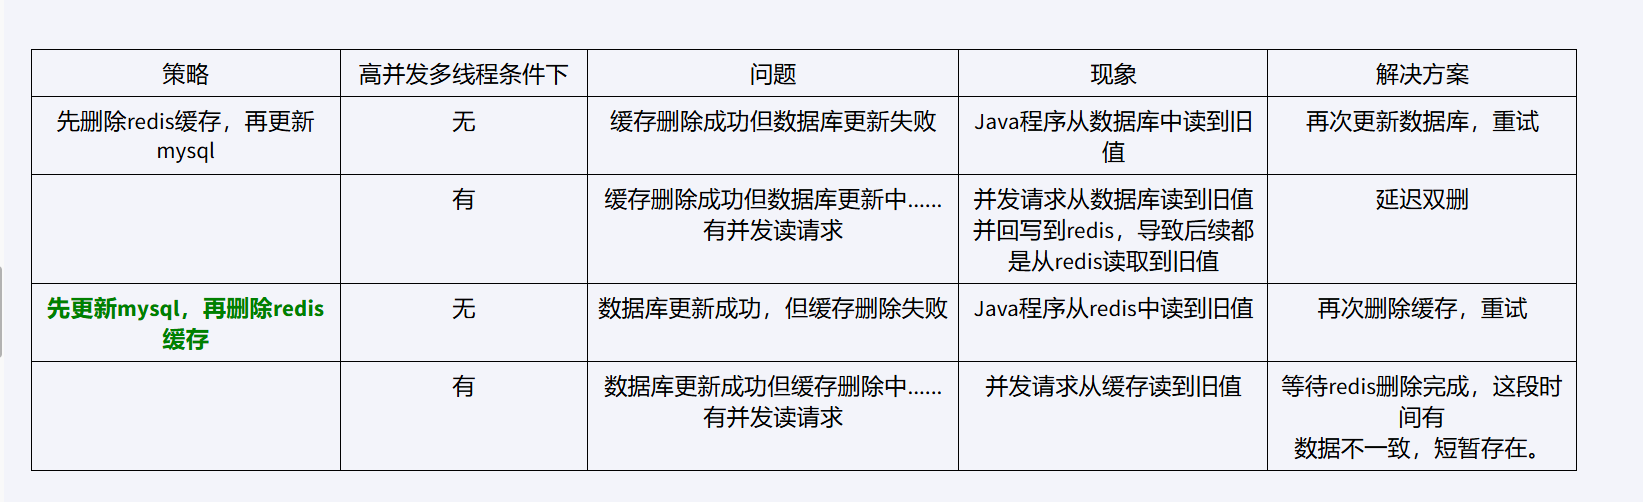 策略
高并发多线程条件下
问题
现象
解决方案
先删除redis缓存，再更新
mysql
无
缓存删除成功但数据库更新失败
Java程序从数据库中读到旧
值
再次更新数据库，重试
有
缓存删除成功但数据库更新中......
有并发读请求
并发请求从数据库读到旧值
并回写到redis，导致后续都
是从redis读取到旧值
延迟双删
先更新mysql，再删除redis
缓存
无
数据库更新成功，但缓存删除失败
Java程序从redis中读到旧值
再次删除缓存，重试
有
数据库更新成功但缓存删除中......
有并发读请求
并发请求从缓存读到旧值
等待redis删除完成，这段时
间有
数据不一致，短暂存在。